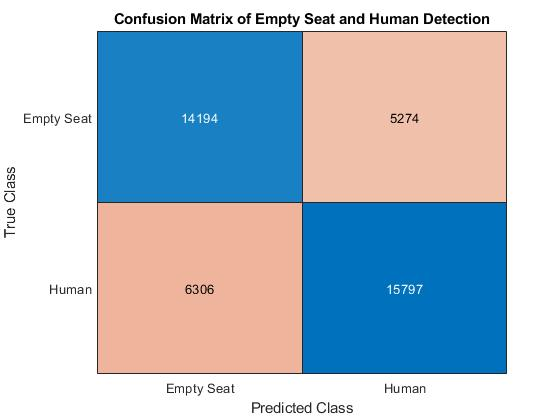 Confusion Matrix of Empty Seat and Human Detection
Empty Seat
14194
5274
True Class
Human
6306
15797
Empty Seat
Human
Predicted Class